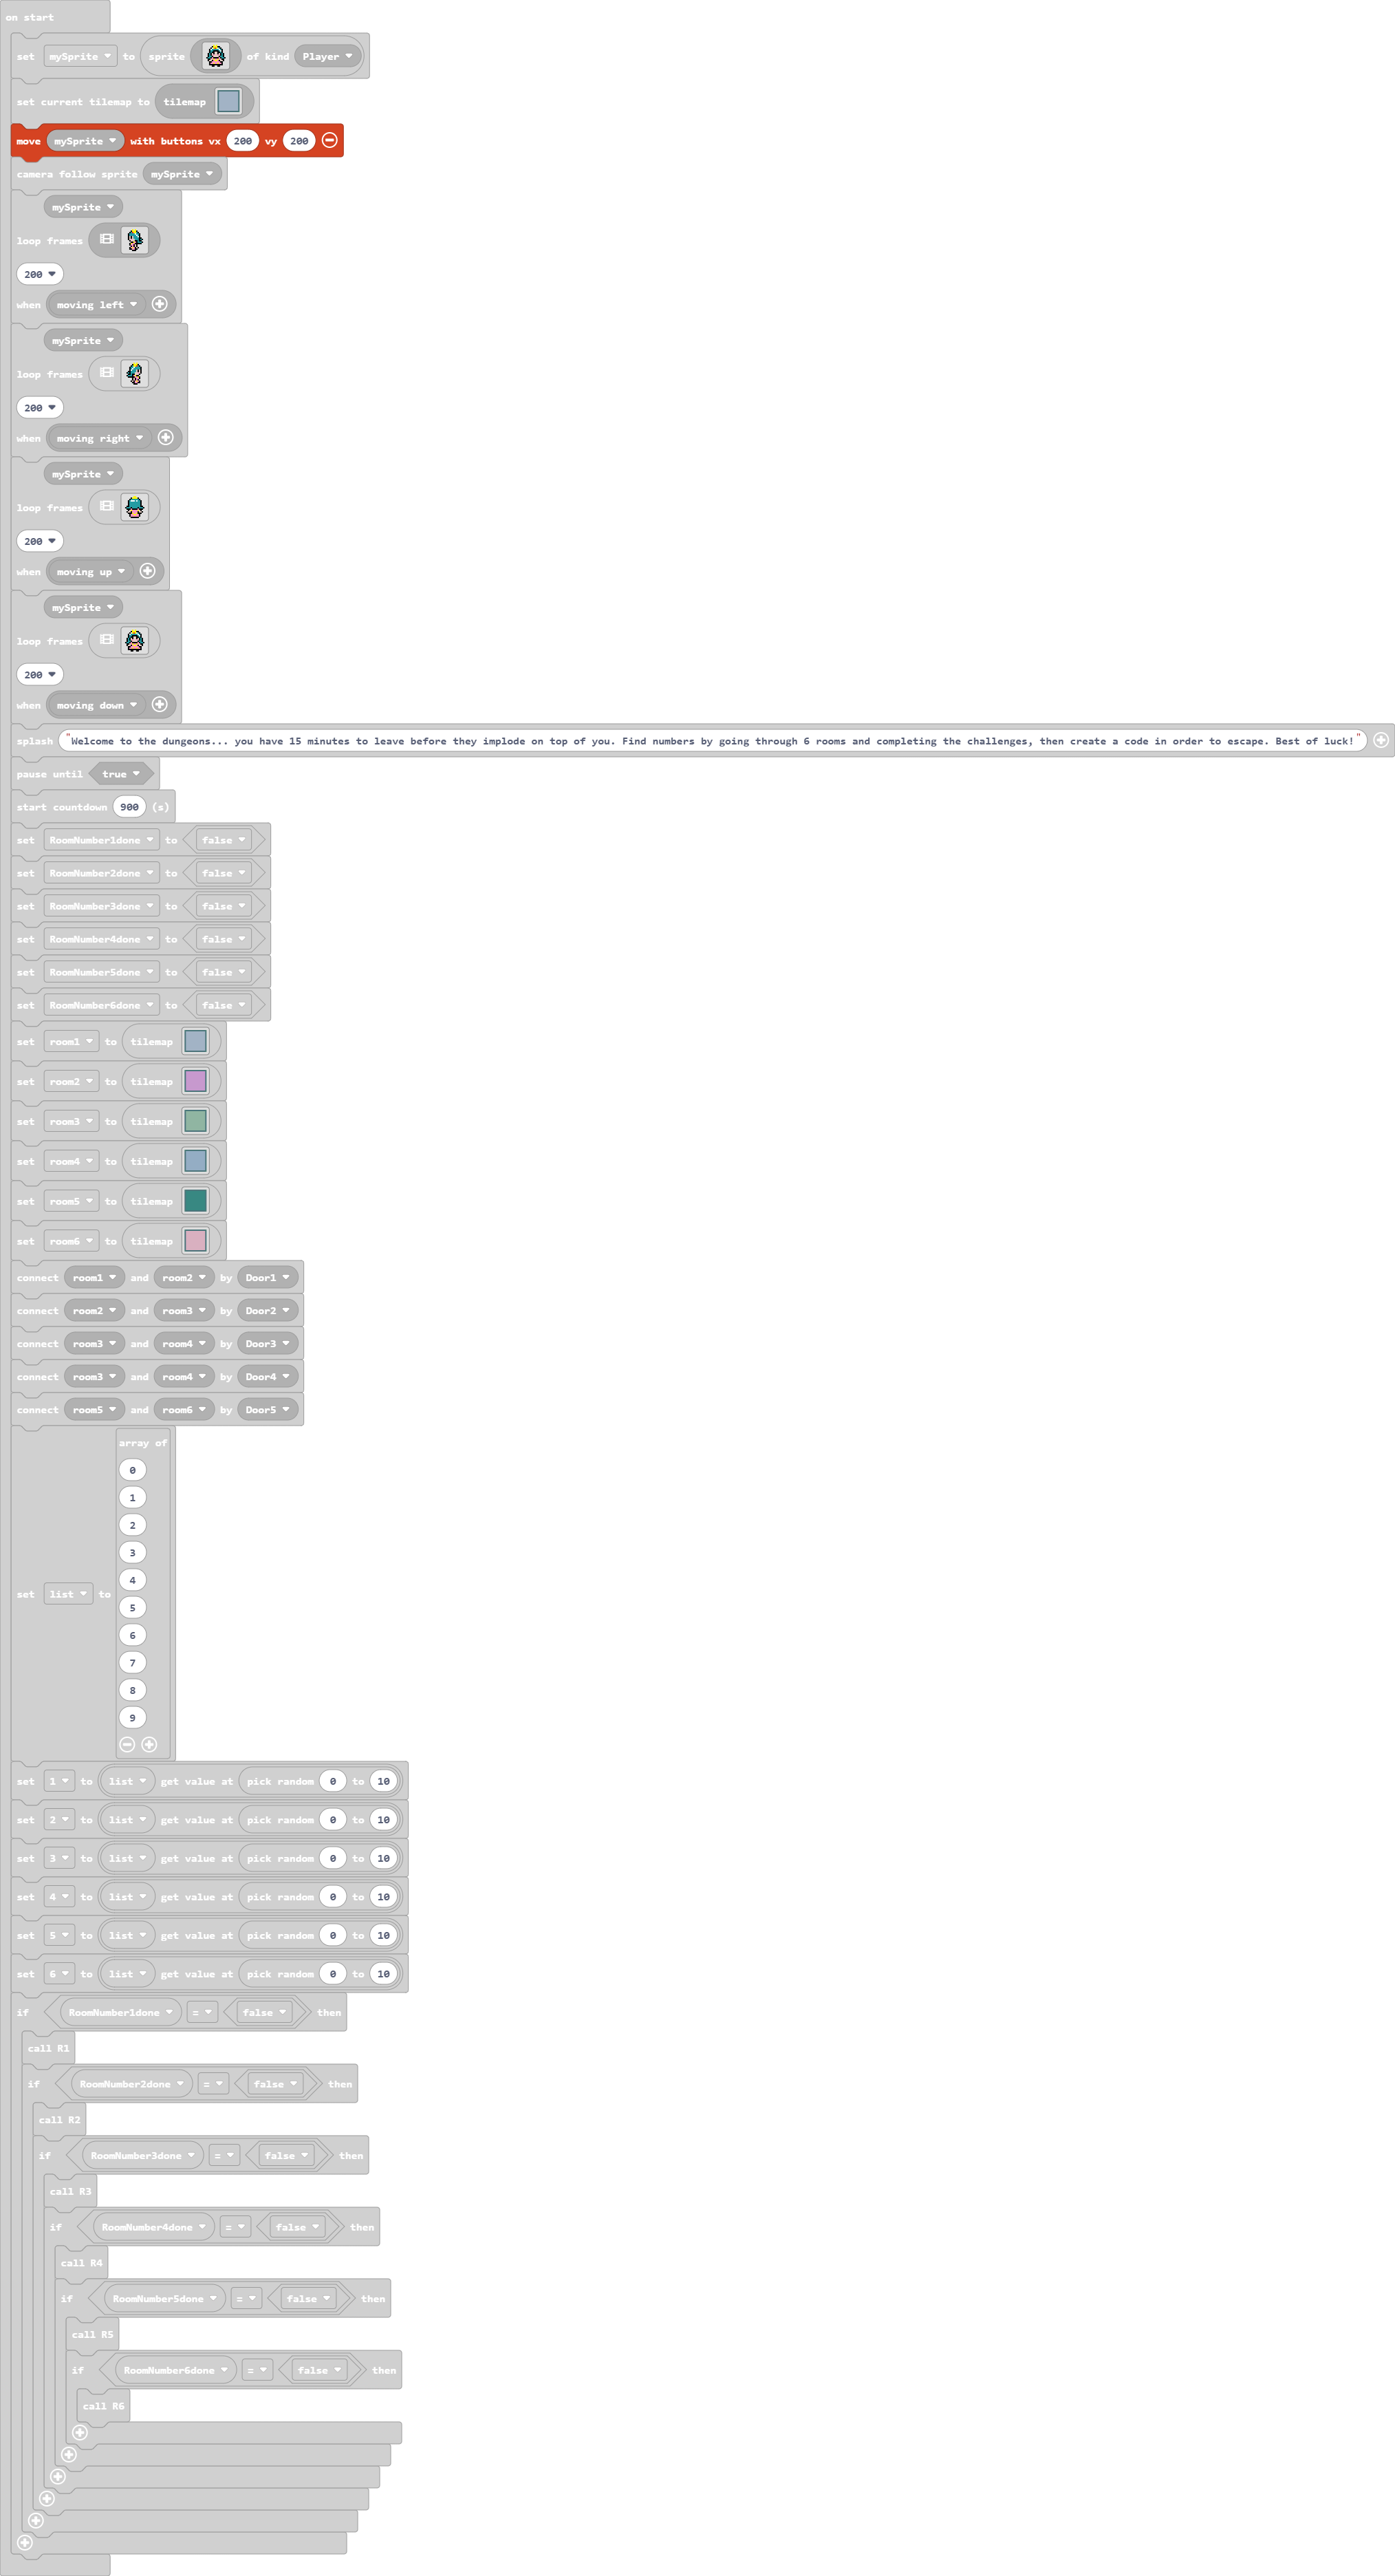 on start
set mySprite to sprite of kind Player
set current tilemap to tilemap
move mySprite with buttons vx 200 vy 200
camera follow sprite mySprite
mySprite
loop frames
200
when moving left
mySprite
loop frames
200
when moving right
mySprite
loop frames
200
when moving up
mySprite
loop frames
200
when moving down
splash "Welcome to the dungeons... you have 15 minutes to leave before they implode on top of you. Find numbers by going through 6 rooms and completing the challenges, then create a code in order to escape. Best of luck!"
pause until true
start countdown 900 (s)
set RoomNumber1done to false
set RoomNumber2done to false
set RoomNumber3done to false
set RoomNumber4done to false
set RoomNumber5done to false
set RoomNumber6done to false
set room1 to tilemap
set room2 to tilemap
set room3 to tilemap
set room4 to tilemap
set room5 to tilemap
set room6 to tilemap
connect room1 and room2 by Door1
connect room2 and room3 by Door2
connect room3 and room4 by Door3
connect room3 and room4 by Door4
connect room5 and room6 by Door5
array of
0
1
2
3
4
set list to
5
6
7
8
9
set 1 to list get value at pick random 0 to 10
set 2 to list get value at pick random 0 to 10
set 3 to list get value at pick random 0 to 10
set 4 to list get value at pick random 0 to 10
set 5 to list get value at pick random 0 to 10
set 6 to list get value at pick random 0 to 10
if RoomNumber1done = false then
call R1
if RoomNumber2done = false then
call R2
if RoomNumber3done = false then
call R3
if RoomNumber4done = false then
call R4
if RoomNumber5done = false then
call R5
if RoomNumber6done = false then
call R6